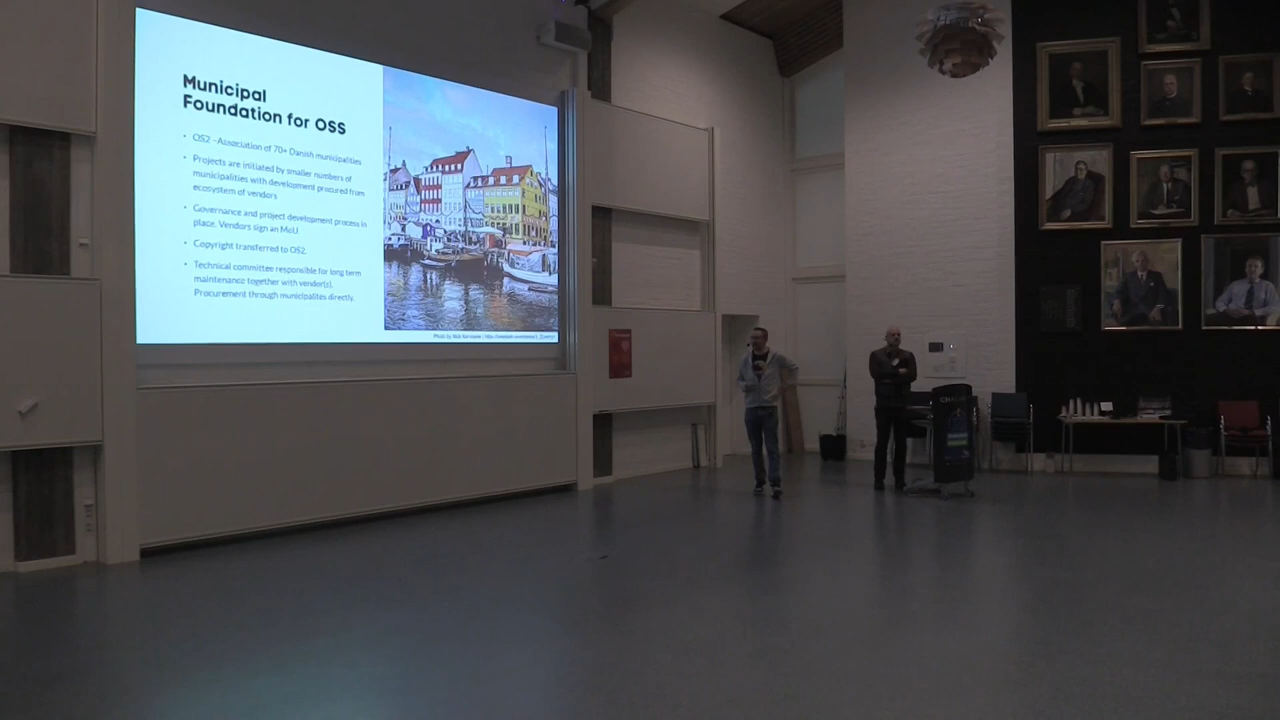 Municipal
Foundation for OSS
• OS2 –Association of 70+ Danish municipalities
• Projects are initiated by smaller numbers of
municipalities with development procured from
ecosystem of vendors
• Governance and project development process in
place. Vendors sign an MoU.
• Copyright transferred to OS2.
• Technical committee responsible for long term
maintenance together with vendor(s).
Procurement through municipalites directly.
Photo by